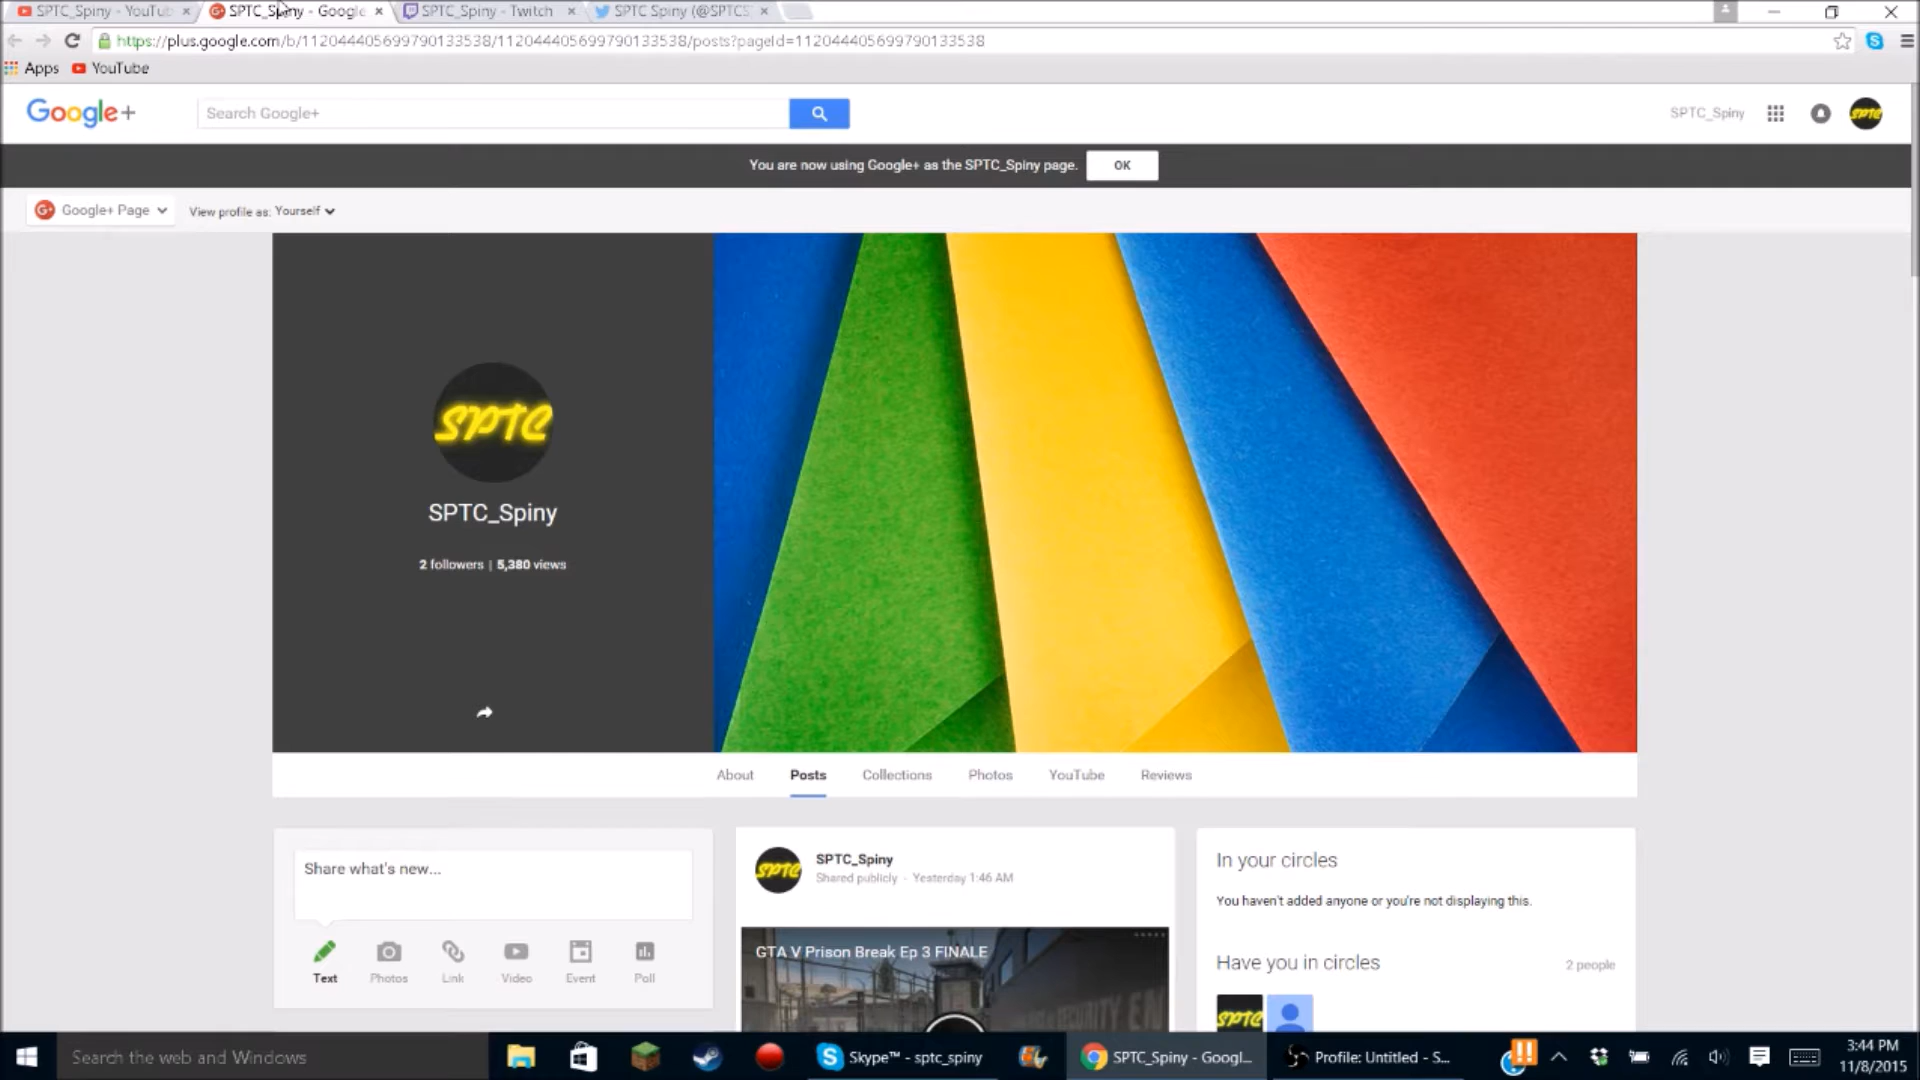 SPTC_Spiny - YouTub
SPTC_Spiny - Google
SPTC_Spiny - Twitch
SPTC Spiny (@SPTCS
https://plus.google.com/b/112044405699790133538/112044405699790133538/posts?pageId=112044405699790133538
Apps
YouTube
Google+
Search Google+
SPTC_Spiny
SPTC
You are now using Google+ as the SPTC_Spiny page.
OK
Google+ Page
View profile as: Yourself
SPTC
SPTC_Spiny
2 followers | 5,380 views
About
Posts
Collections
Photos
YouTube
Reviews
Share what's new...
Text
Photos
Link
Video
Event
Poll
SPTC
SPTC_Spiny
Shared publicly - Yesterday 1:46 AM
GTA V Prison Break Ep 3 FINALE
In your circles
You haven't added anyone or you're not displaying this.
Have you in circles
2 people
SPTC
Search the web and Windows
Skype™ - sptc_spiny
SPTC_Spiny - Googl...
Profile: Untitled - S...
3:44 PM
11/8/2015